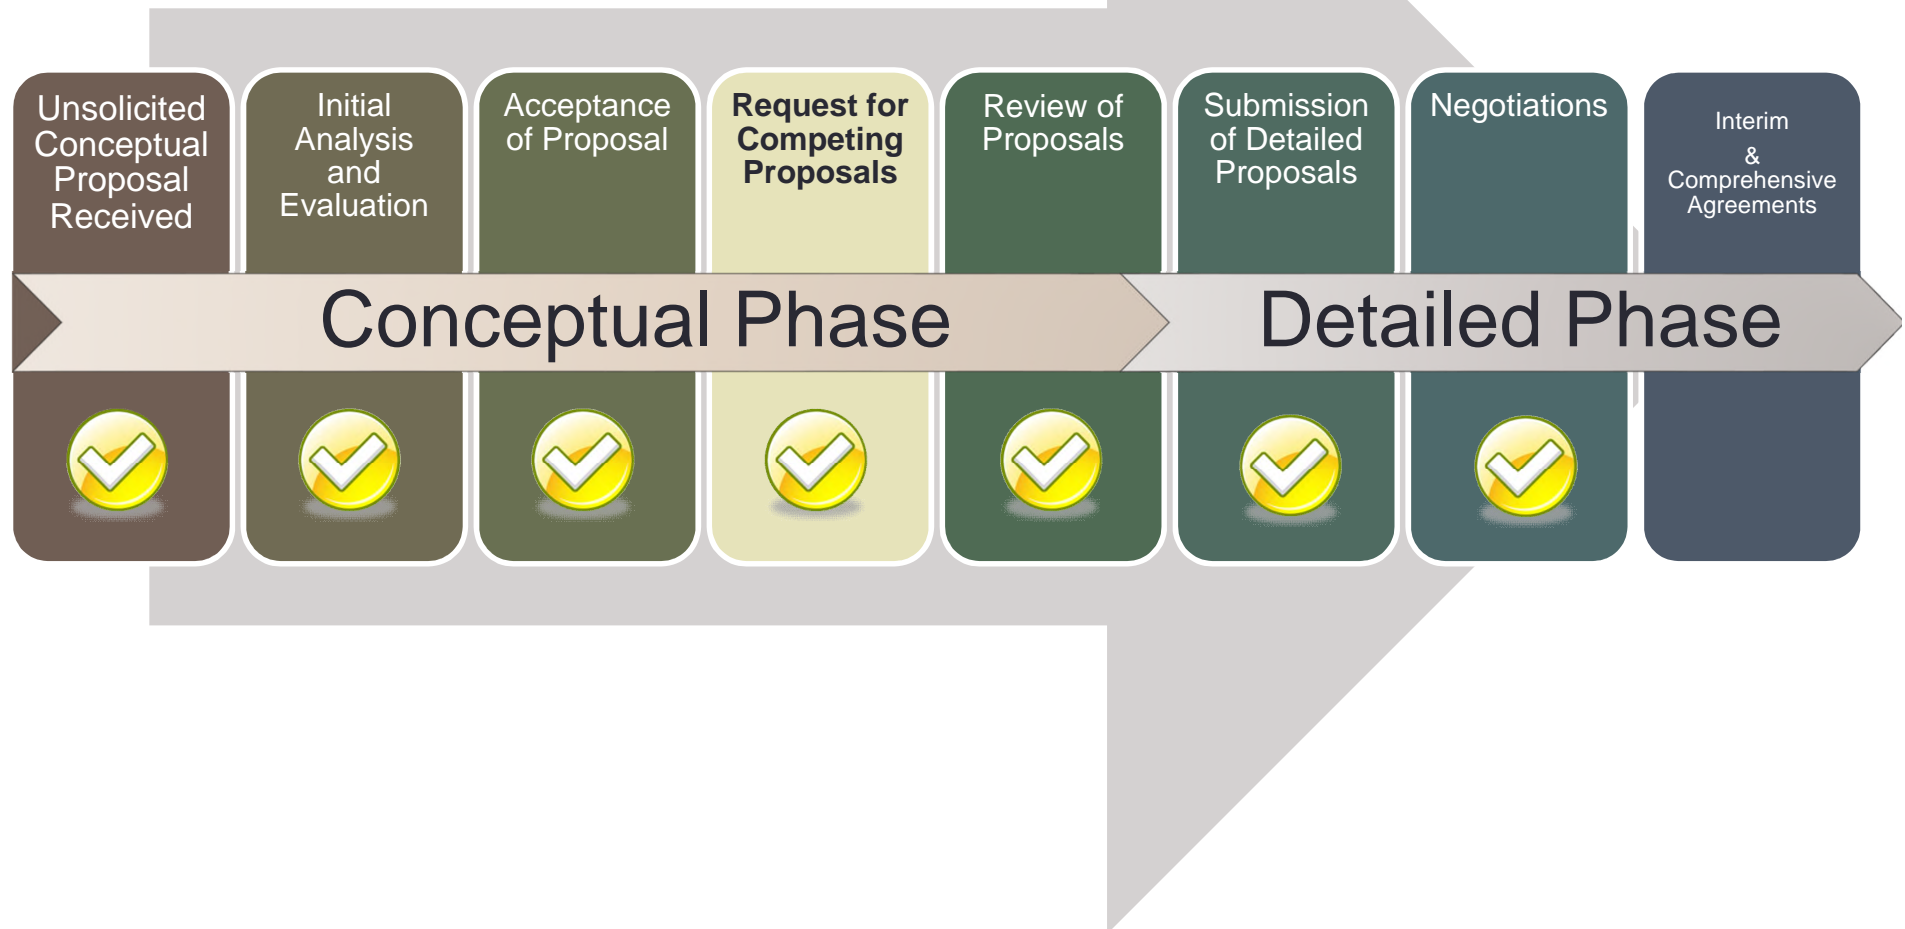 Unsolicited
Conceptual
Proposal
Received
Initial
Analysis
and
Evaluation
Acceptance
of Proposal
Request for
Competing
Proposals
Review of
Proposals
Submission
of Detailed
Proposals
Negotiations
Interim
&
Comprehensive
Agreements
Conceptual Phase
Detailed Phase